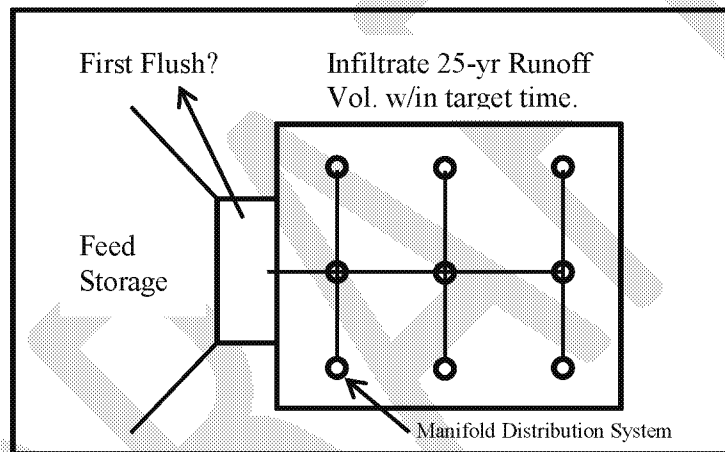 First Flush?
Infiltrate 25-yr Runoff
Vol. w/in target time.
Feed
Storage
Manifold Distribution System